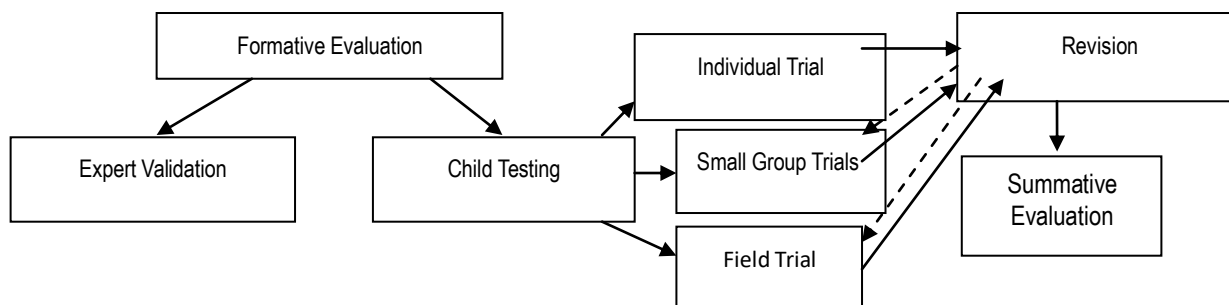 Formative Evaluation
Expert Validation
Child Testing
Individual Trial
Small Group Trials
Field Trial
Revision
Summative
Evaluation